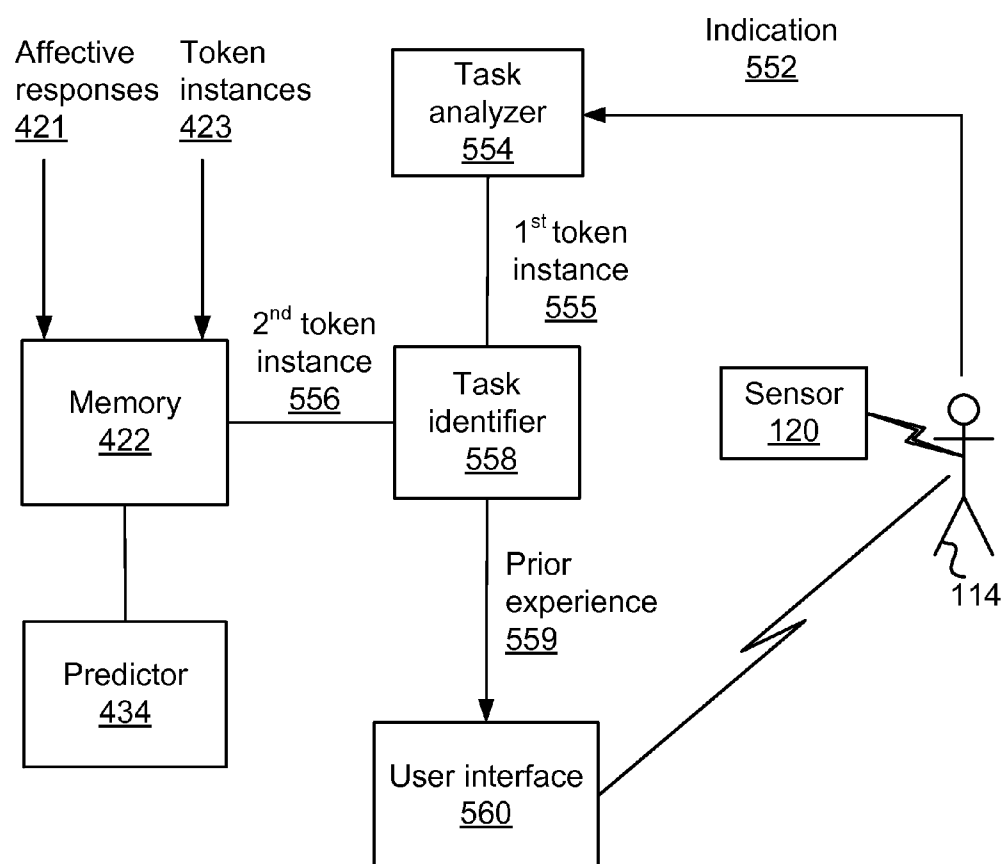 Affective
responses
421
Token
instances
423
Task
analyzer
554
Indication
552
1st token
instance
555
2nd token
instance
556
Memory
422
Task
identifier
558
Sensor
120
114
Prior
experience
559
Predictor
434
User interface
560